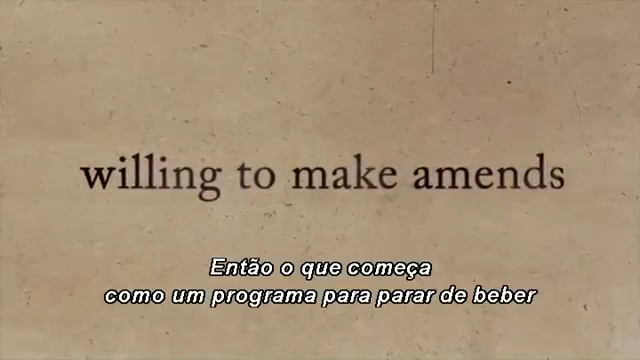 willing to make amends
Então o que começa
como um programa para parar de beber